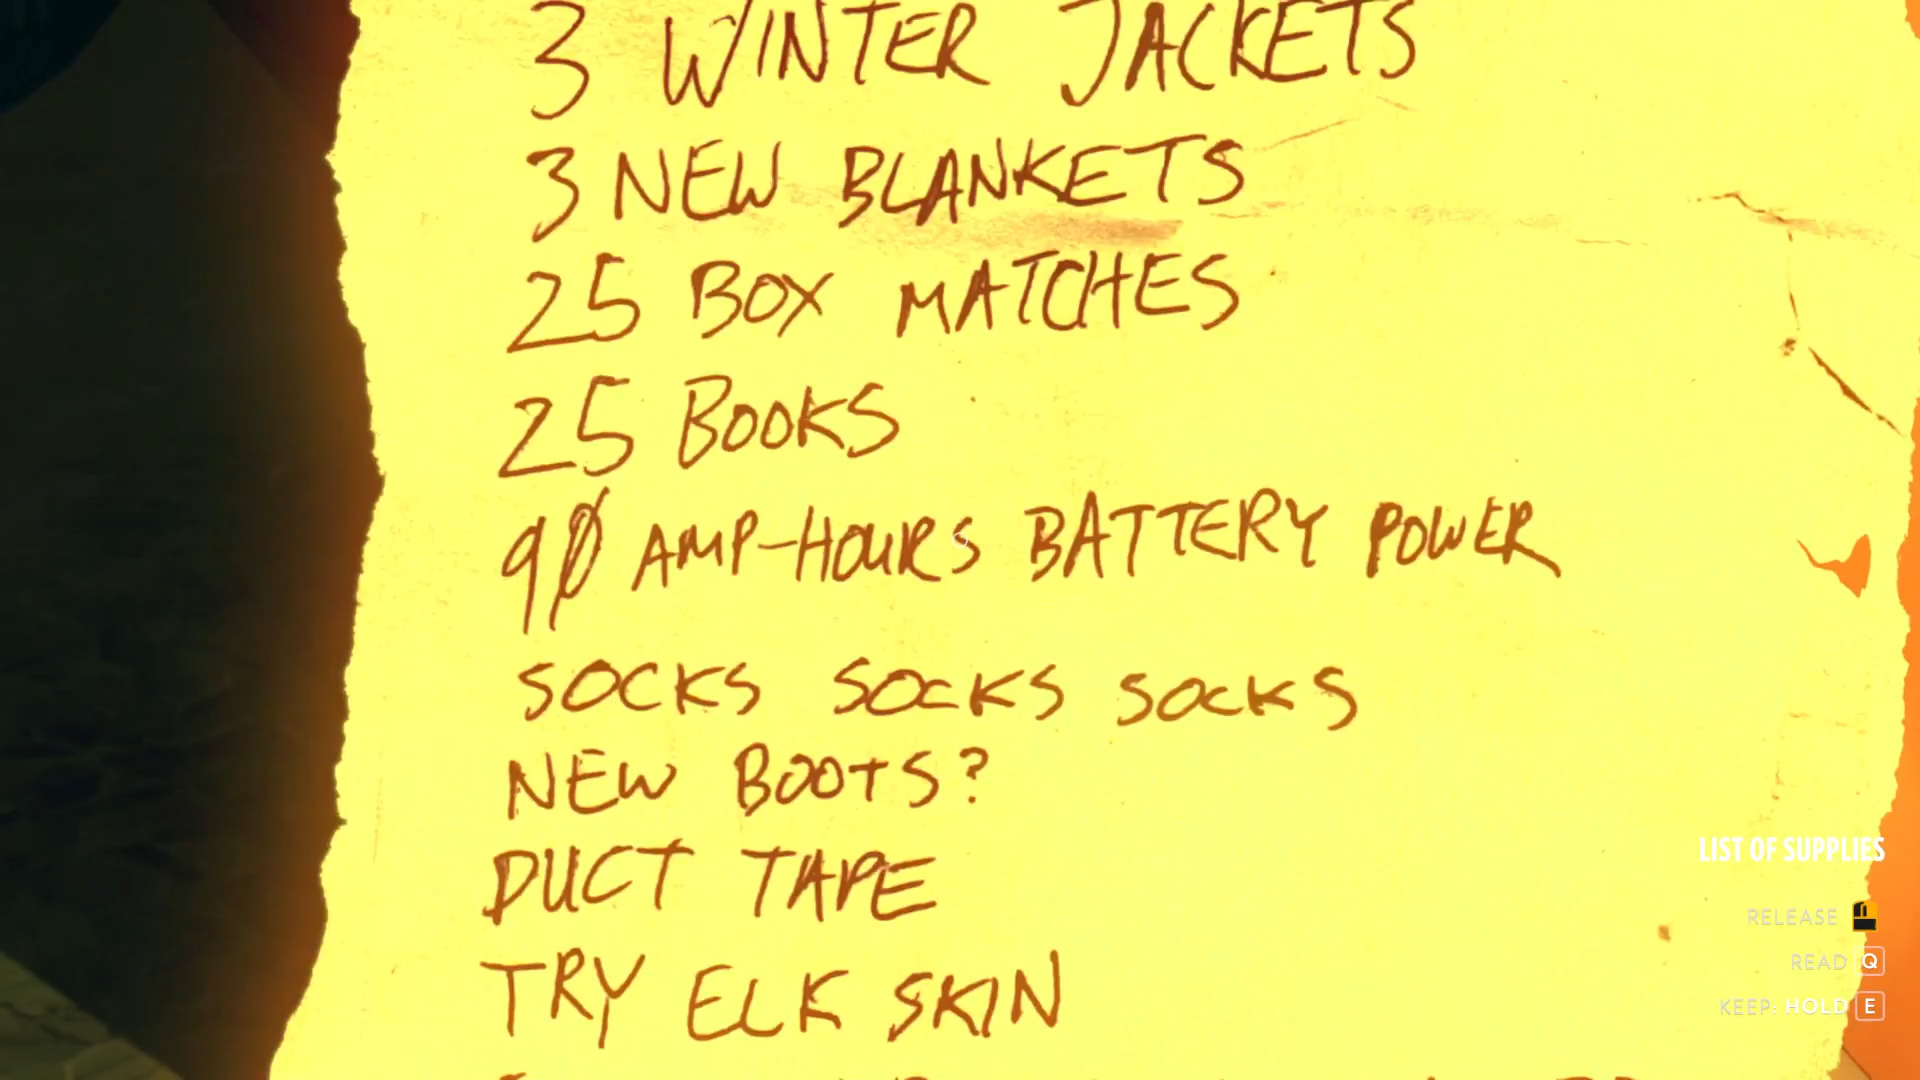 3 WINTER JACKETS
3 NEW BLANKETS
25 BOX MATCHES
25 BOOKS
90 AMP-HOURS BATTERY POWER
SOCKS SOCKS SOCKS
NEW BOOTS?
DUCT TAPE
TRY ELK SKIN
LIST OF SUPPLIES
RELEASE
READ Q
KEEP: HOLD E